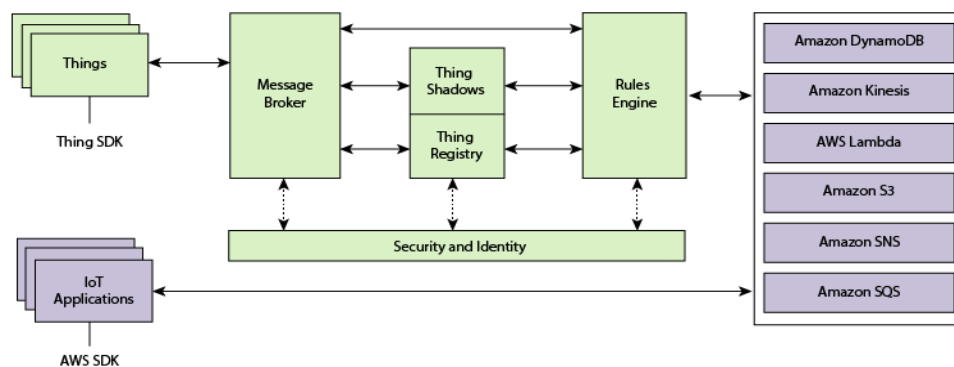 Things
Thing SDK
Message
Broker
Thing
Shadows
Thing
Registry
Rules
Engine
Security and Identity
Amazon DynamoDB
Amazon Kinesis
AWS Lambda
Amazon S3
Amazon SNS
Amazon SQS
IoT
Applications
AWS SDK